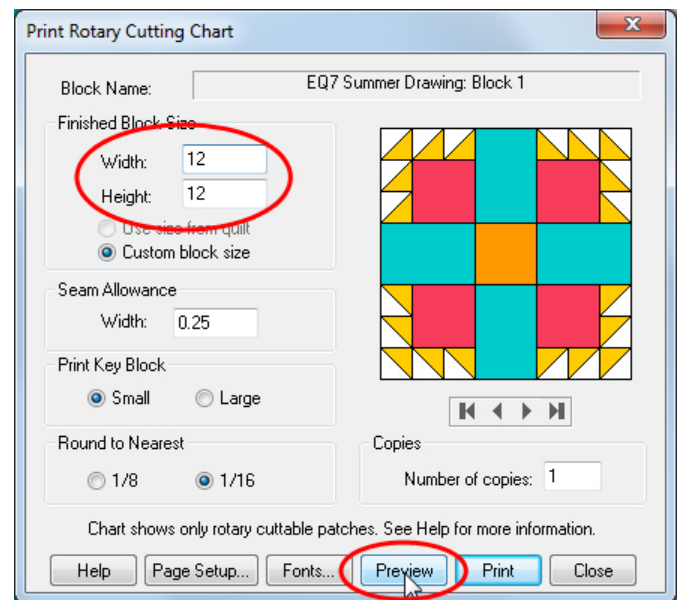 Print Rotary Cutting Chart
Block Name: EQ7 Summer Drawing: Block 1
Finished Block Size
Width: 12
Height: 12
Use size from quilt
Custom block size
Seam Allowance
Width: 0.25
Print Key Block
Small Large
Round to Nearest
1/8 1/16
Copies
Number of copies: 1
Chart shows only rotary cuttable patches. See Help for more information.
Help Page Setup... Fonts... Preview Print Close